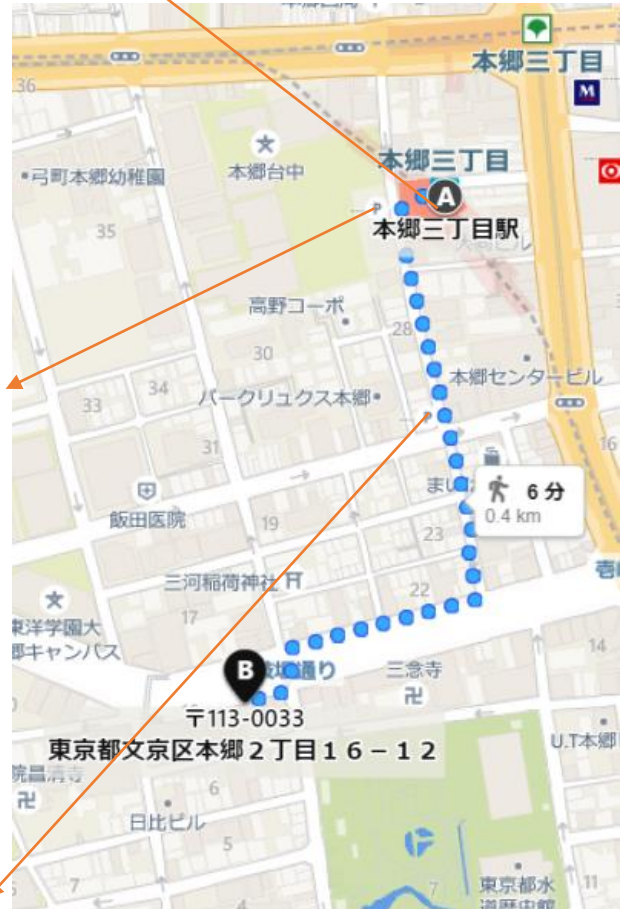 本郷三丁目
M
36
本郷台中
弓町本郷幼稚園
本郷三丁目
A
本郷三丁目駅
35
高野コーポ
28
30
本郷センタービル
パークリュクス本郷
34
33
31
16
飯田医院
6 分
0.4 km
19
23
三河稲荷神社
22
17
14
B
三念寺
〒113-0033
東京都文京区本郷２丁目１６－１２
U.T本郷
6
日比ビル
5
7
7
11
東京都水